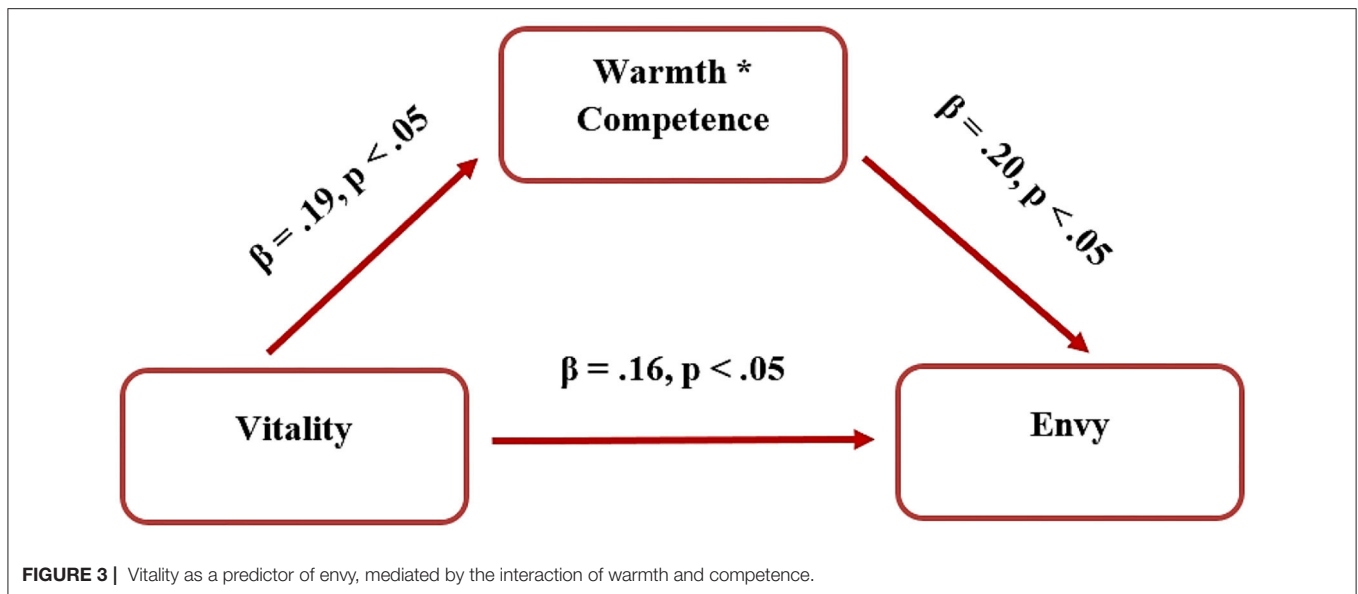 Warmth *
Competence
β = .19, p < .05
β = .20, p < .05
β = .16, p < .05
Vitality
Envy
FIGURE 3 | Vitality as a predictor of envy, mediated by the interaction of warmth and competence.